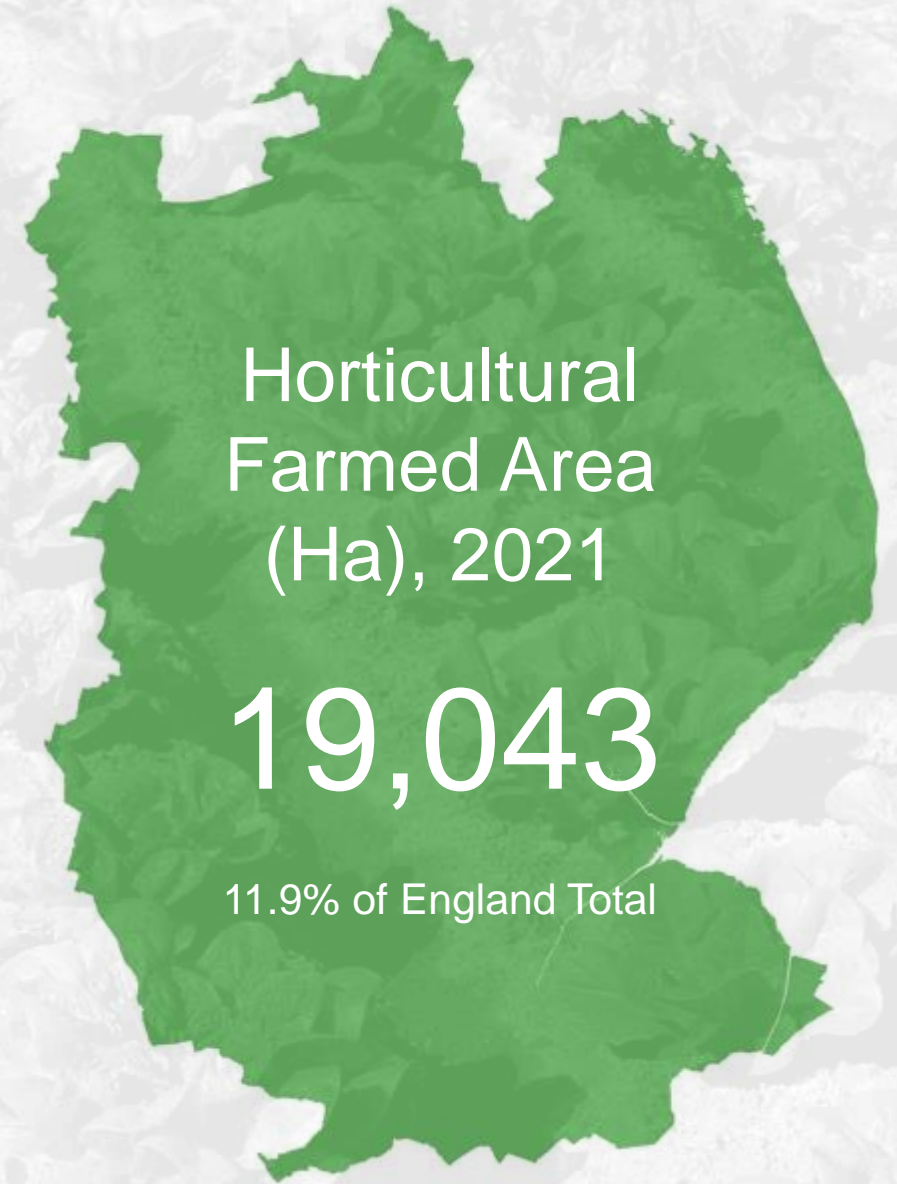 Horticultural
Farmed Area
(Ha), 2021
19,043
11.9% of England Total